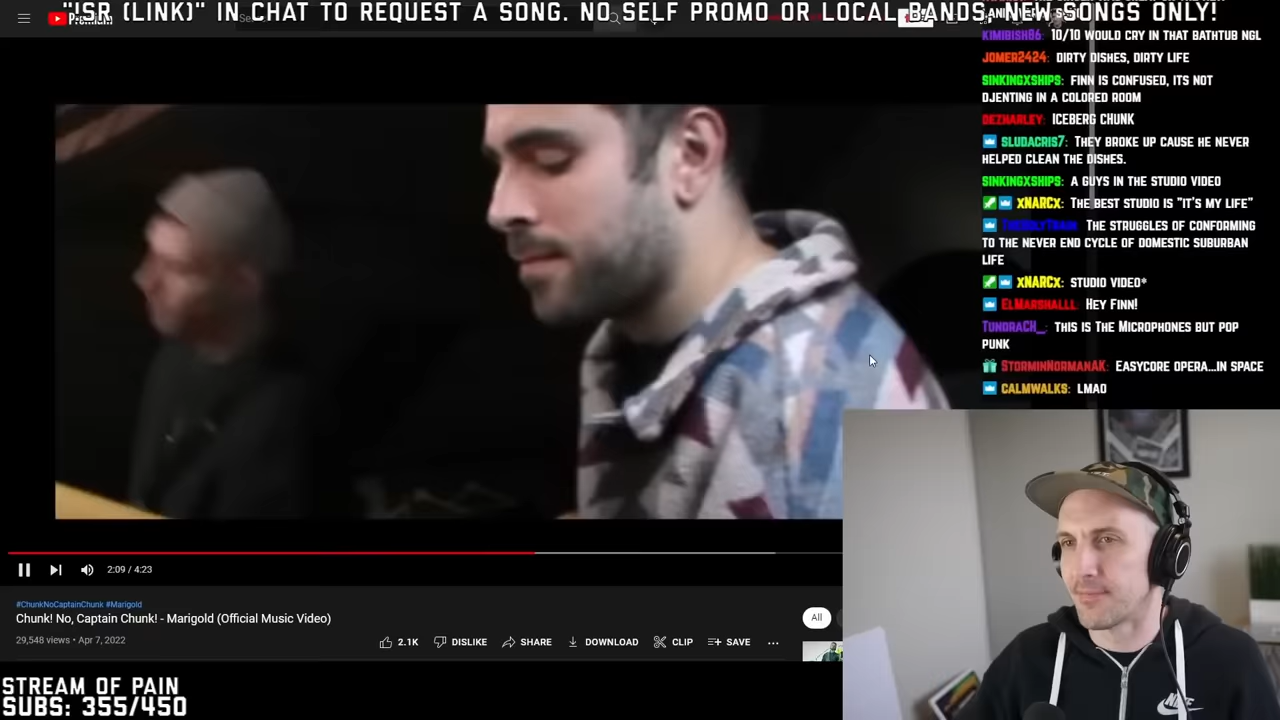 "!SR (LINK)" IN CHAT TO REQUEST A SONG. NO SELF PROMO OR LOCAL BANDS, NEW SONGS ONLY!
Premium
KIMIBISH86: 10/10 WOULD CRY IN THAT BATHTUB NGL
JOMER2424: DIRTY DISHES, DIRTY LIFE
SINKINGXSHIPS: FINN IS CONFUSED, ITS NOT
DJENTING IN A COLORED ROOM
DEZHARLEY: ICEBERG CHUNK
SLUDACRIS7: THEY BROKE UP CAUSE HE NEVER
HELPED CLEAN THE DISHES.
SINKINGXSHIPS: A GUYS IN THE STUDIO VIDEO
XNARCX: THE BEST STUDIO IS "IT'S MY LIFE"
THE STRUGGLES OF CONFORMING
TO THE NEVER END CYCLE OF DOMESTIC SUBURBAN
LIFE
XNARCX: STUDIO VIDEO*
ELMARSHALLL: HEY FINN!
TUNDRACH_: THIS IS THE MICROPHONES BUT POP
PUNK
STORMINNORMANAK: EASYCORE OPERA...IN SPACE
CALMWALKS: LMAO
2:09 / 4:23
#ChunkNoCaptainChunk #Marigold
Chunk! No, Captain Chunk! - Marigold (Official Music Video)
All
29,548 views • Apr 7, 2022
2.1K DISLIKE SHARE DOWNLOAD CLIP SAVE
STREAM OF PAIN
SUBS: 355/450